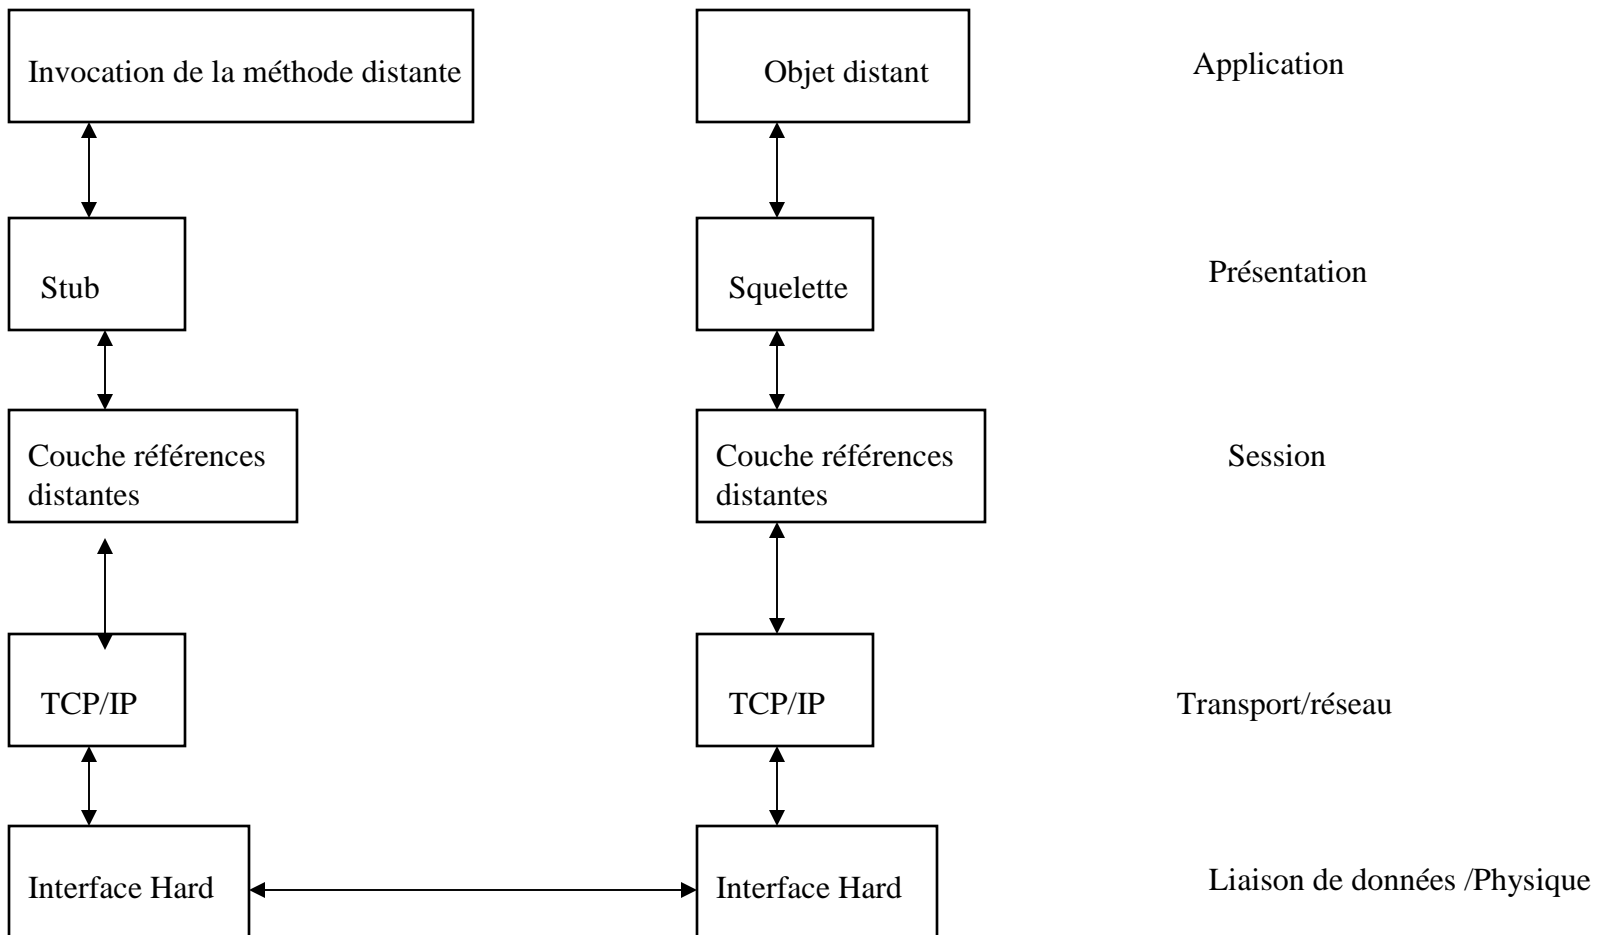 Invocation de la méthode distante
Objet distant
Application
Stub
Squelette
Présentation
Couche références
distantes
Couche références
distantes
Session
TCP/IP
TCP/IP
Transport/réseau
Interface Hard
Interface Hard
Liaison de données /Physique